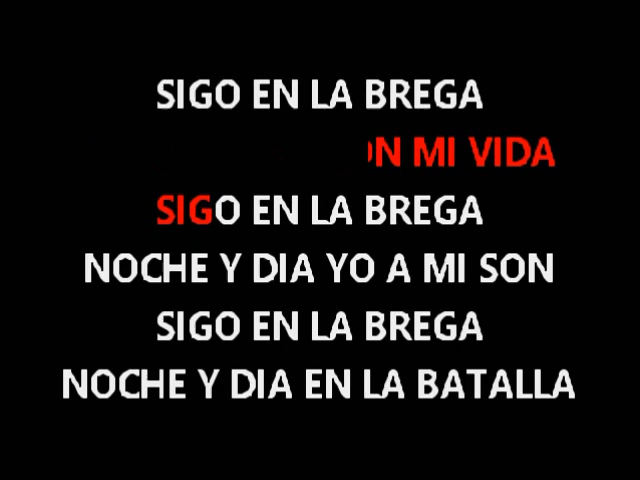 SIGO EN LA BREGA
MI VIDA
SIGO EN LA BREGA
NOCHE Y DIA YO A MI SON
SIGO EN LA BREGA
NOCHE Y DIA EN LA BATALLA